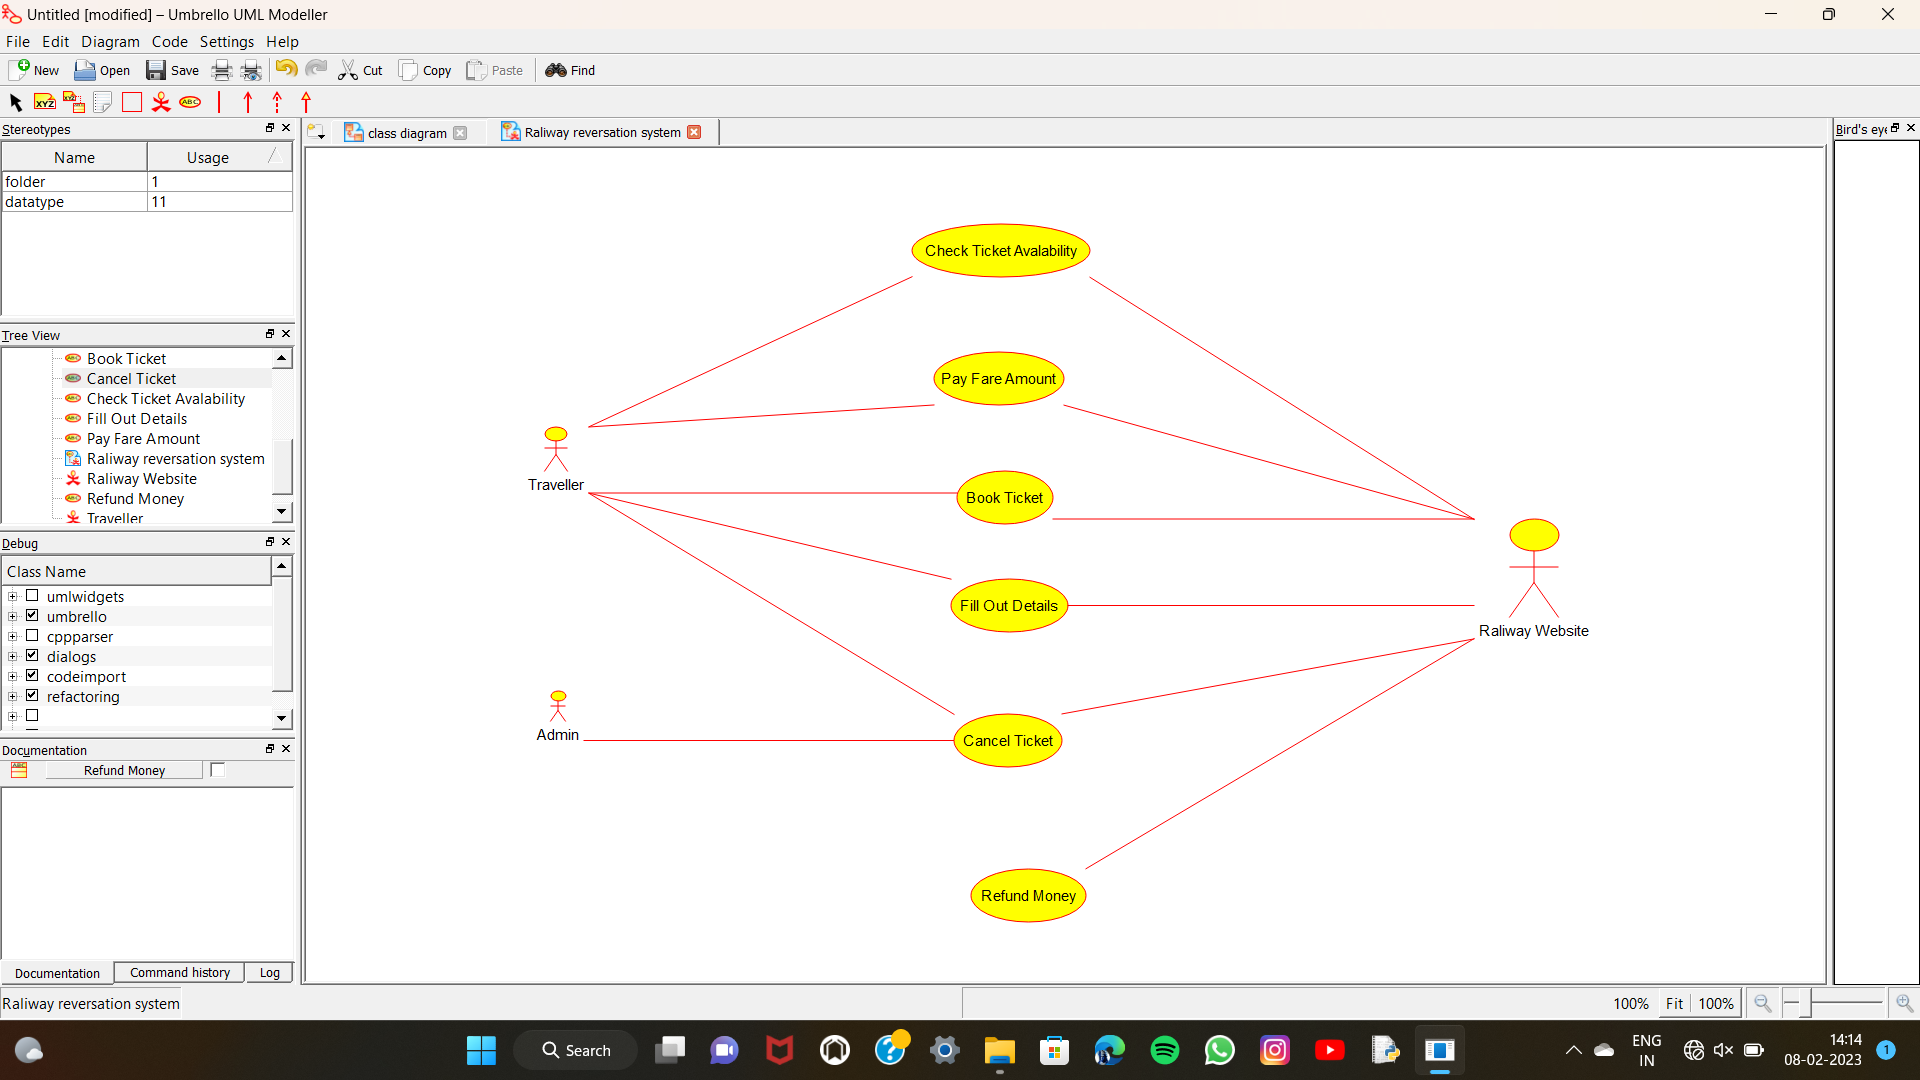 Untitled [modified] – Umbrello UML Modeller
File Edit Diagram Code Settings Help
New Open Save Cut Copy Paste Find
XYZ XYZ ABC
Stereotypes
Name Usage
folder 1
datatype 11
Tree View
Book Ticket
Cancel Ticket
Check Ticket Avalability
Fill Out Details
Pay Fare Amount
Raliway reversation system
Raliway Website
Refund Money
Traveller
Debug
Class Name
umlwidgets
umbrello
cppparser
dialogs
codeimport
refactoring
Documentation
Refund Money
Documentation Command history Log
class diagram
Raliway reversation system
Bird's eye
Check Ticket Avalability
Pay Fare Amount
Traveller
Book Ticket
Fill Out Details
Raliway Website
Admin
Cancel Ticket
Refund Money
Raliway reversation system
100% Fit 100%
Search
ENG
IN
14:14
08-02-2023
1